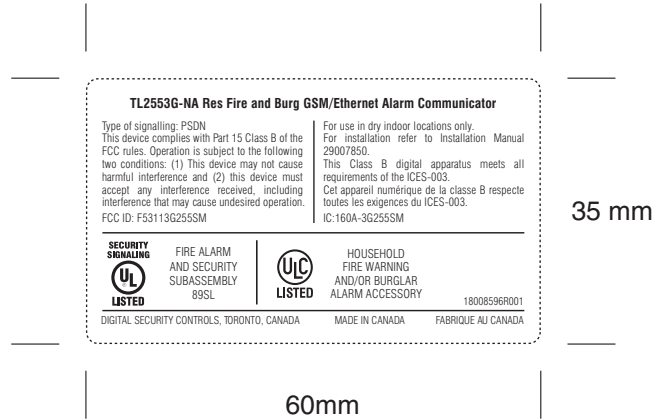 TL2553G-NA Res Fire and Burg GSM/Ethernet Alarm Communicator
Type of signalling: PSDN
This device complies with Part 15 Class B of the
FCC rules. Operation is subject to the following
two conditions: (1) This device may not cause
harmful interference and (2) this device must
accept any interference received, including
interference that may cause undesired operation.
FCC ID: F53113G255SM
For use in dry indoor locations only.
For installation refer to Installation Manual
29007850.
This Class B digital apparatus meets all
requirements of the ICES-003.
Cet appareil numérique de la classe B respecte
toutes les exigences du ICES-003.
IC:160A-3G255SM
SECURITY
SIGNALING
UL
LISTED
FIRE ALARM
AND SECURITY
SUBASSEMBLY
89SL
ULC
LISTED
HOUSEHOLD
FIRE WARNING
AND/OR BURGLAR
ALARM ACCESSORY
18008596R001
DIGITAL SECURITY CONTROLS, TORONTO, CANADA
MADE IN CANADA
FABRIQUE AU CANADA
35 mm
60mm